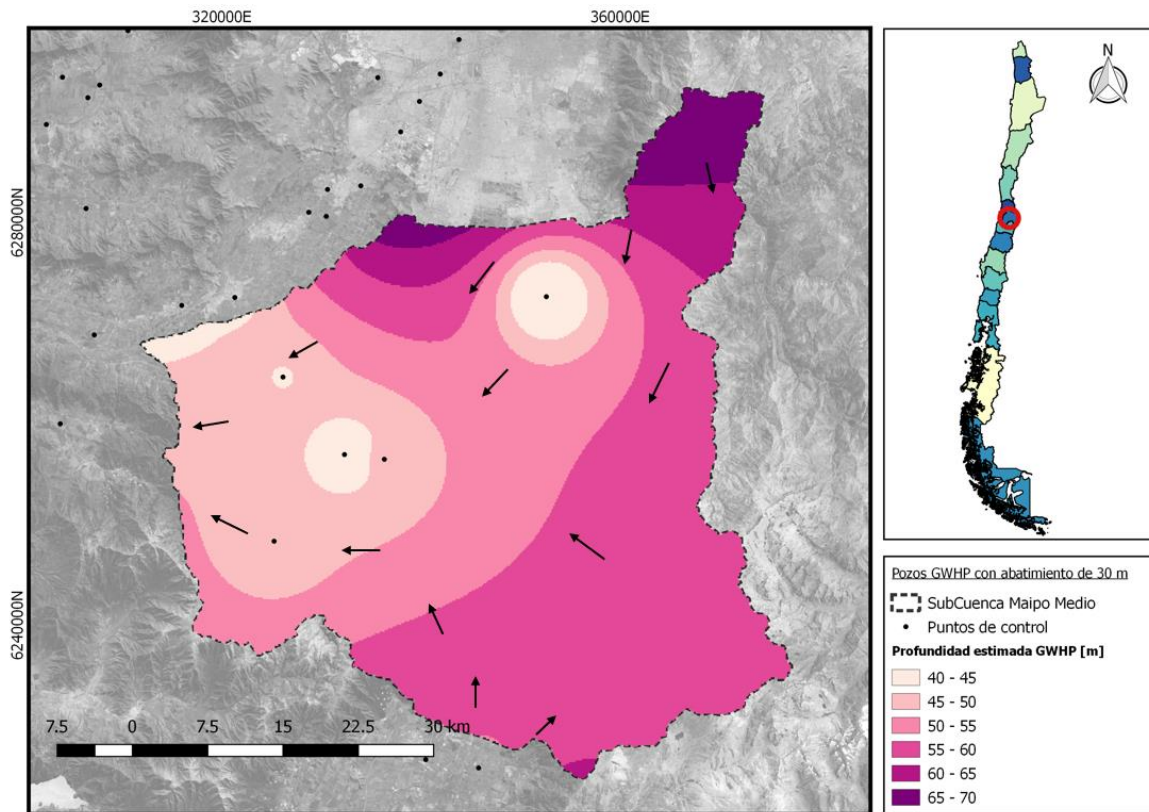 320000E
360000E
6280000N
6240000N
7.5 0 7.5 15 22.5 30 km
N
Pozos GWHP con abatimiento de 30 m
SubCuenca Maipo Medio
Puntos de control
Profundidad estimada GWHP [m]
40 - 45
45 - 50
50 - 55
55 - 60
60 - 65
65 - 70